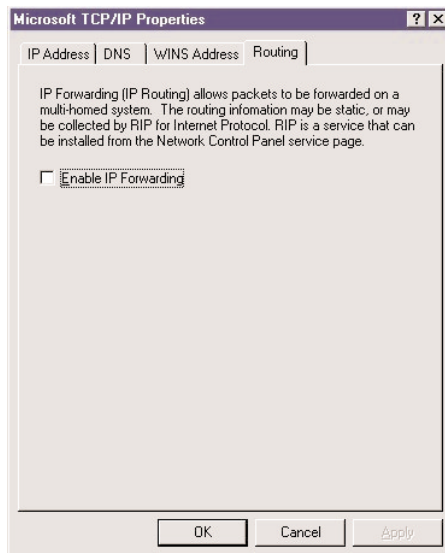 Microsoft TCP/IP Properties
IP Address DNS WINS Address Routing
IP Forwarding (IP Routing) allows packets to be forwarded on a
multi-homed system. The routing infomation may be static, or may
be collected by RIP for Internet Protocol. RIP is a service that can
be installed from the Network Control Panel service page.
Enable IP Forwarding
OK Cancel Apply